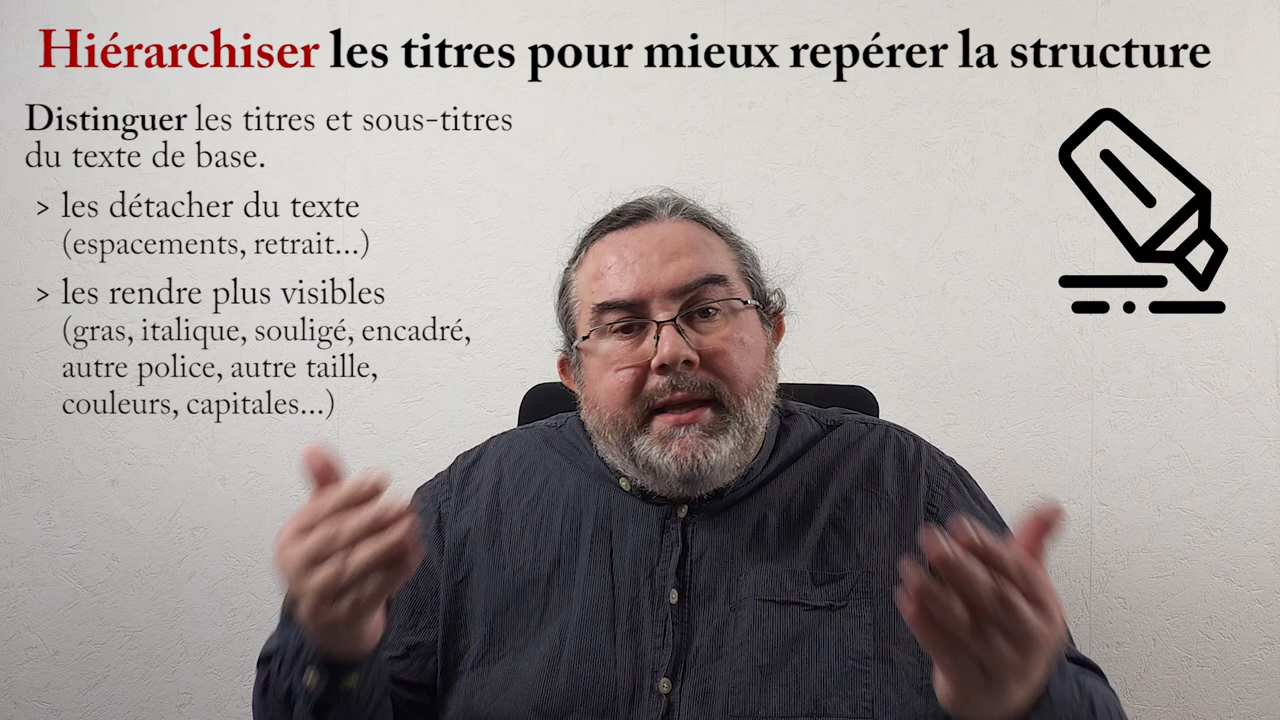 Hiérarchiser les titres pour mieux repérer la structure
Distinguer les titres et sous-titres
du texte de base.
> les détacher du texte
(espacements, retrait...)
> les rendre plus visibles
(gras, italique, souligé, encadré,
autre police, autre taille,
couleurs, capitales...)